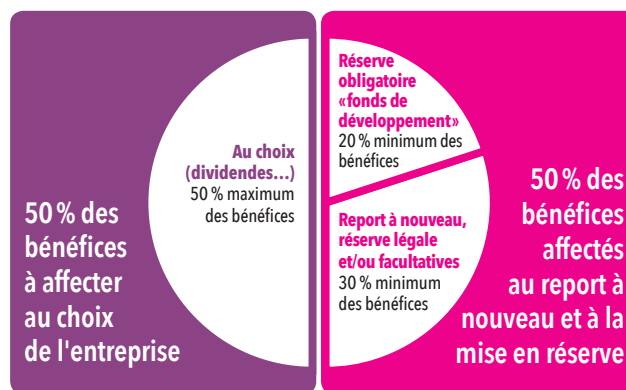 50 % des
bénéfices
à affecter
au choix
de l'entreprise
Au choix
(dividendes...)
50 % maximum
des bénéfices
Réserve
obligatoire
«fonds de
développement»
20 % minimum des
bénéfices
Report à nouveau,
réserve légale
et/ou facultatives
30 % minimum
des bénéfices
50 % des
bénéfices
affectés
au report à
nouveau et à la
mise en réserve